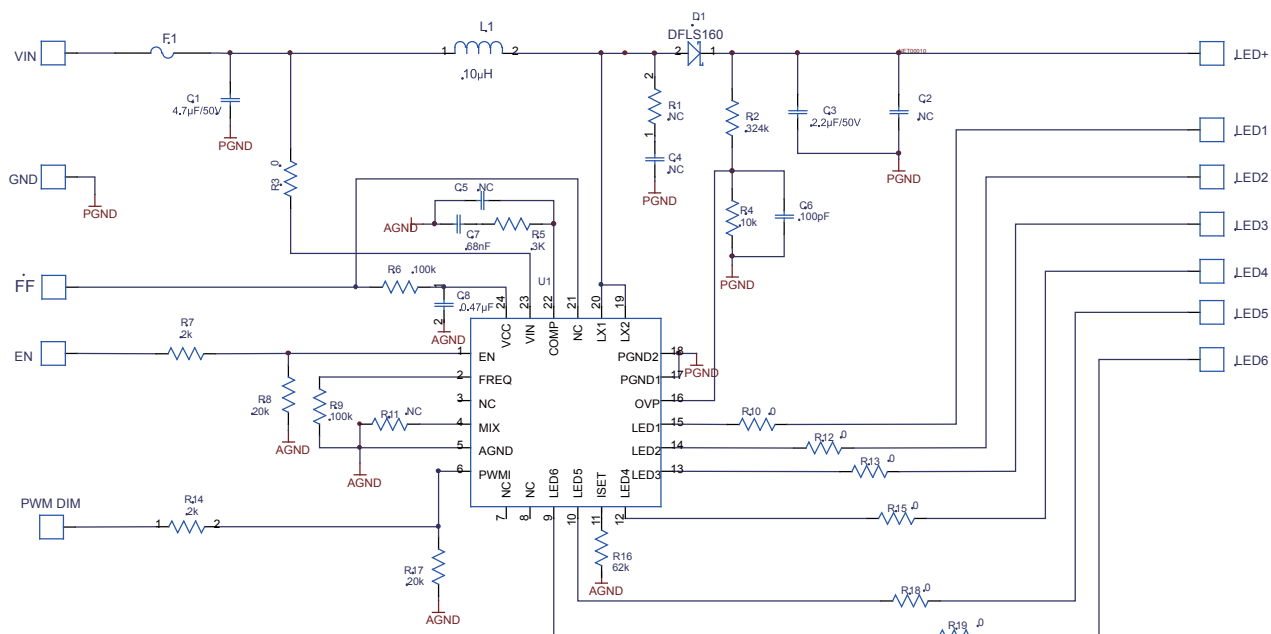 F1
VIN
C1
4.7µF/50V
PGND
L1
1 2
.10µH
D1
DFLS160
2 1
NET00010
LED+
2
R1
.NC
1
C4
.NC
PGND
R2
.324k
C3
2.2µF/50V
C2
.NC
PGND
LED1
LED2
LED3
LED4
LED5
LED6
GND
PGND
R3 0
C5 .NC
AGND
C7
.68nF
R5
.3K
R4
.10k
C6
.100pF
PGND
FF
R6 .100k
C8
0.47µF
2
AGND
U1
24 23 22 21 20 19
VCC VIN COMP NC LX1 LX2
EN
R7
.2k
R8
.20k
AGND
R9
.100k
R11 .NC
AGND
1 EN
2 FREQ
3 NC
4 MIX
5 AGND
6 PWMI
PGND2 18
PGND
PGND1 17
OVP 16
LED1 15
LED2 14
LED3 13
NC NC LED6 LED5 ISET LED4
7 8 9 10 11 12
R10 .0
R12 .0
R13 .0
R15 .0
R18 .0
R19 .0
R16
62k
AGND
PWM DIM
R14
.2k
1 2
R17
.20k
AGND